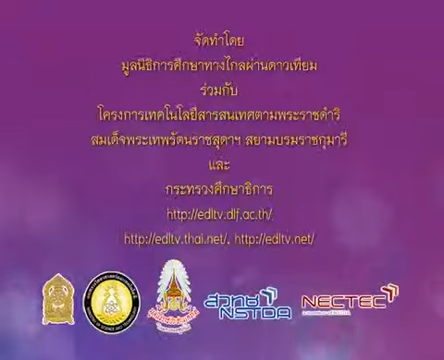 จัดทำโดย
มูลนิธิการศึกษาทางไกลผ่านดาวเทียม
ร่วมกับ
โครงการเทคโนโลยีสารสนเทศตามพระราชดำริ
สมเด็จพระเทพรัตนราชสุดาฯ สยามบรมราชกุมารี
และ
กระทรวงศึกษาธิการ
http://edltv.dlf.ac.th/
http://edltv.thai.net/, http://edltv.net/
สวทช NECTEC
NSTDA